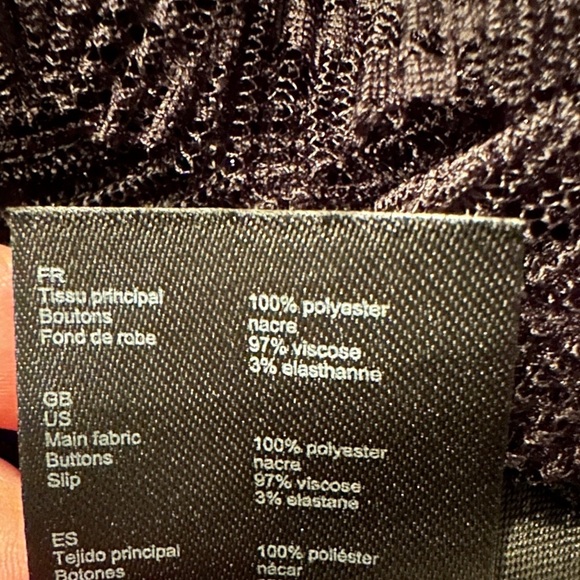 FR
Tissu principal 100% polyester
Boutons nacre
Fond de robe 97% viscose
3% elasthanne
GB
US
Main fabric 100% polyester
Buttons nacre
Slip 97% viscose
3% elastane
ES
Tejido principal 100% poliéster
Botones nácar